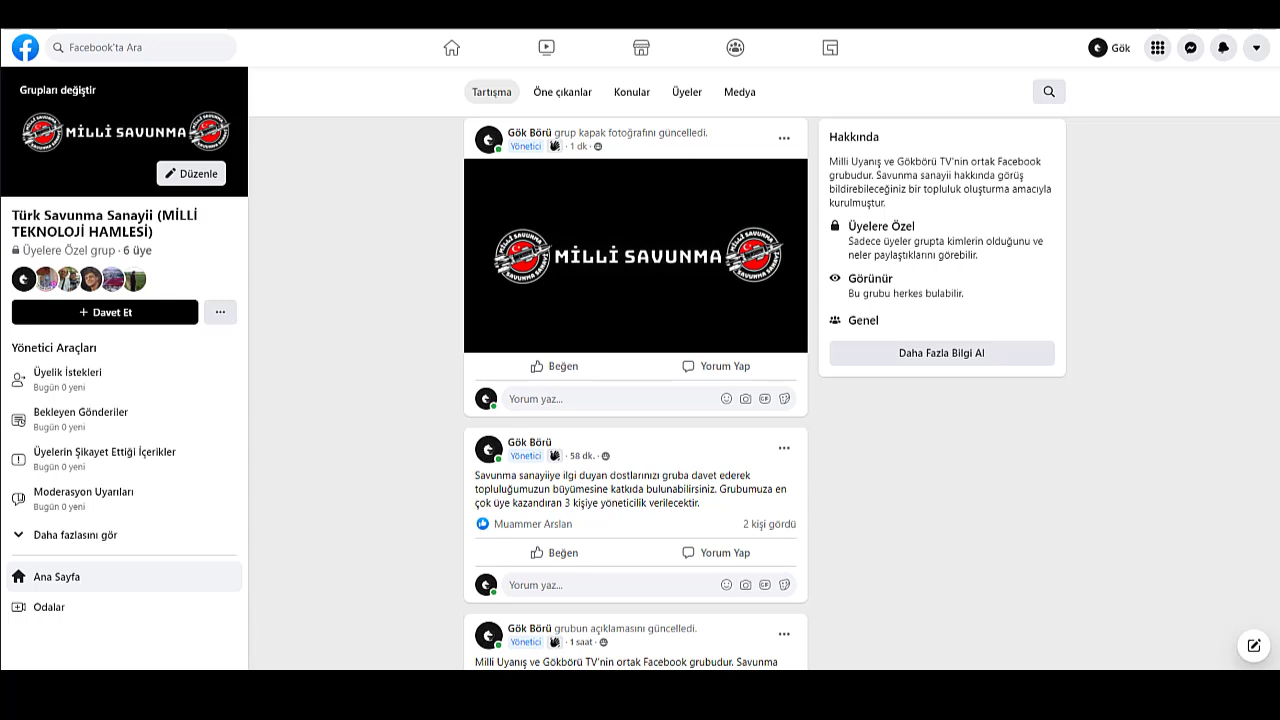 Facebook'ta Ara
Gök
Grupları değiştir
MİLLİ SAVUNMA
Düzenle
Türk Savunma Sanayii (MİLLİ
TEKNOLOJİ HAMLESİ)
Üyelere Özel grup · 6 üye
+ Davet Et
Yönetici Araçları
Üyelik İstekleri
Bugün 0 yeni
Bekleyen Gönderiler
Bugün 0 yeni
Üyelerin Şikayet Ettiği İçerikler
Bugün 0 yeni
Moderasyon Uyarıları
Bugün 0 yeni
Daha fazlasını gör
Ana Sayfa
Odalar
Tartışma
Öne çıkanlar
Konular
Üyeler
Medya
Gök Börü grup kapak fotoğrafını güncelledi.
Yönetici · 1 dk ·
MİLLİ SAVUNMA
MİLLİ SAVUNMA
MİLLİ SAVUNMA
Beğen
Yorum Yap
Yorum yaz...
Gök Börü
Yönetici · 58 dk. ·
Savunma sanayiiye ilgi duyan dostlarınızı gruba davet ederek
topluluğumuzun büyümesine katkıda bulunabilirsiniz. Grubumuza en
çok üye kazandıran 3 kişiye yöneticilik verilecektir.
Muammer Arslan
2 kişi gördü
Beğen
Yorum Yap
Yorum yaz...
Gök Börü grubun açıklamasını güncelledi.
Yönetici · 1 saat ·
Milli Uyanış ve Gökbörü TV'nin ortak Facebook grubudur. Savunma
Hakkında
Milli Uyanış ve Gökbörü TV'nin ortak Facebook
grubudur. Savunma sanayii hakkında görüş
bildirebileceğiniz bir topluluk oluşturma amacıyla
kurulmuştur.
Üyelere Özel
Sadece üyeler grupta kimlerin olduğunu ve
neler paylaştıklarını görebilir.
Görünür
Bu grubu herkes bulabilir.
Genel
Daha Fazla Bilgi Al